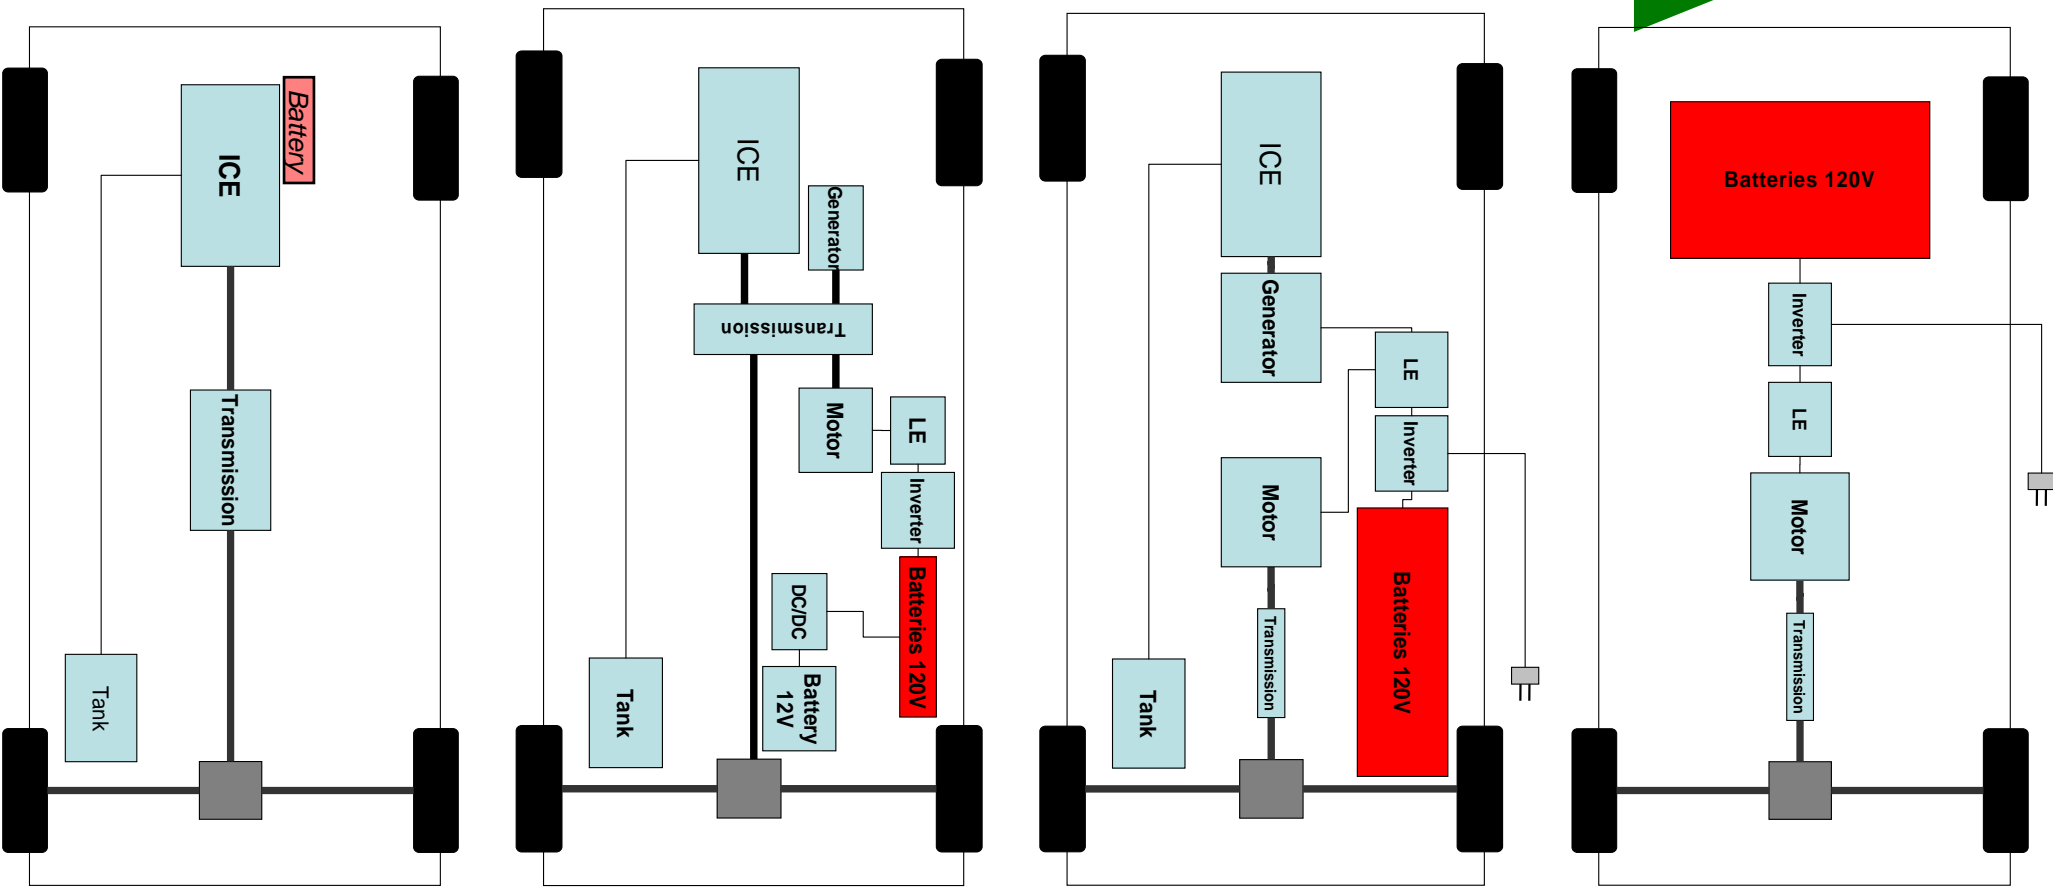 Battery
ICE
Transmission
Tank
ICE
Generator
Transmission
Motor
LE
Inverter
Batteries 120V
DC/DC
Battery
12V
Tank
ICE
Generator
LE
Inverter
Motor
Batteries 120V
Transmission
Tank
Batteries 120V
Inverter
LE
Motor
Transmission